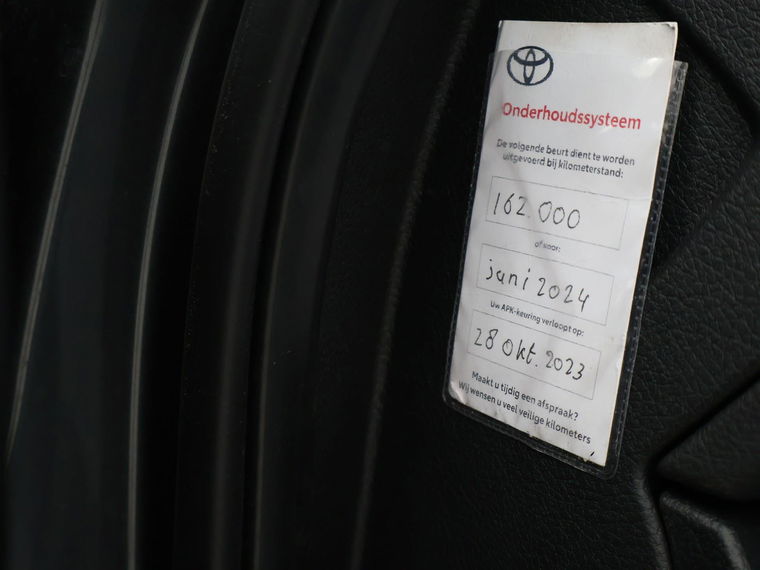 Onderhoudssysteem
De volgende beurt dient te worden
uitgevoerd bij kilometerstand:
162.000
of voor:
juni 2024
Uw APK-keuring verloopt op:
28 okt. 2023
Maakt u tijdig een afspraak?
Wij wensen u veel veilige kilometers